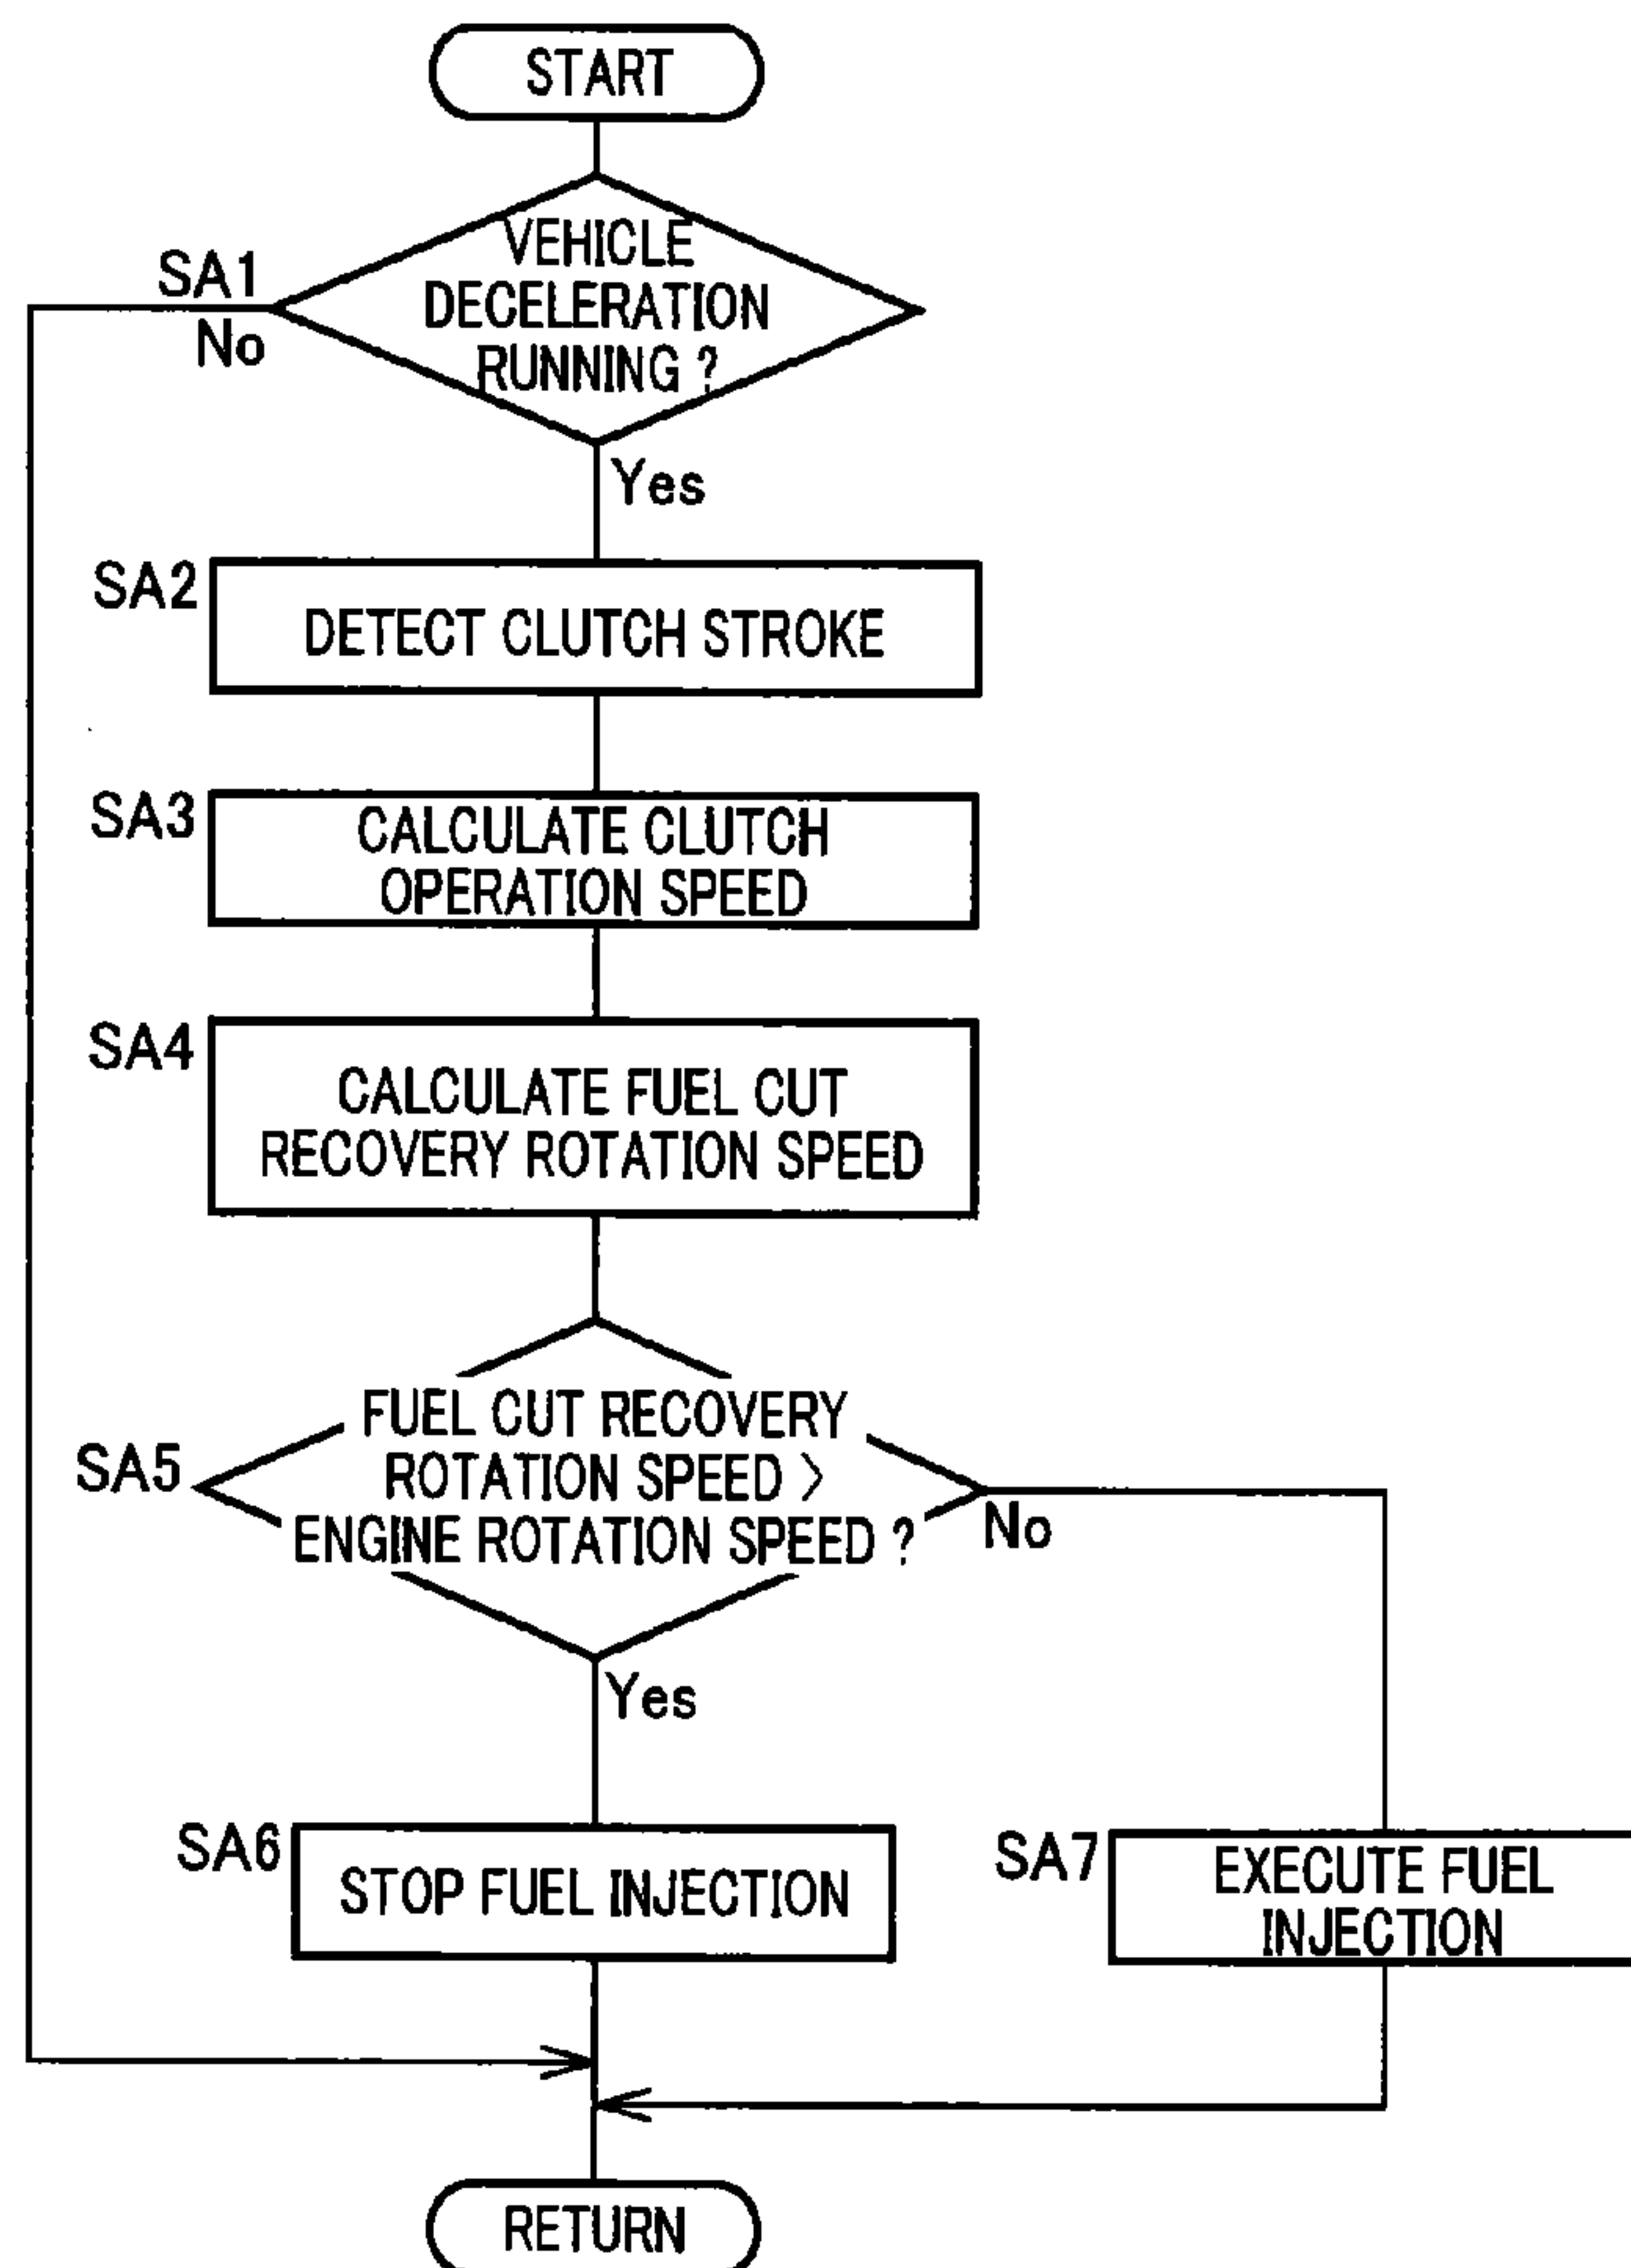 START
SA1
VEHICLE
DECELERATION
RUNNING ?
No
Yes
SA2
DETECT CLUTCH STROKE
SA3
CALCULATE CLUTCH
OPERATION SPEED
SA4
CALCULATE FUEL CUT
RECOVERY ROTATION SPEED
SA5
FUEL CUT RECOVERY
ROTATION SPEED >
ENGINE ROTATION SPEED ?
No
Yes
SA6
STOP FUEL INJECTION
SA7
EXECUTE FUEL
INJECTION
RETURN